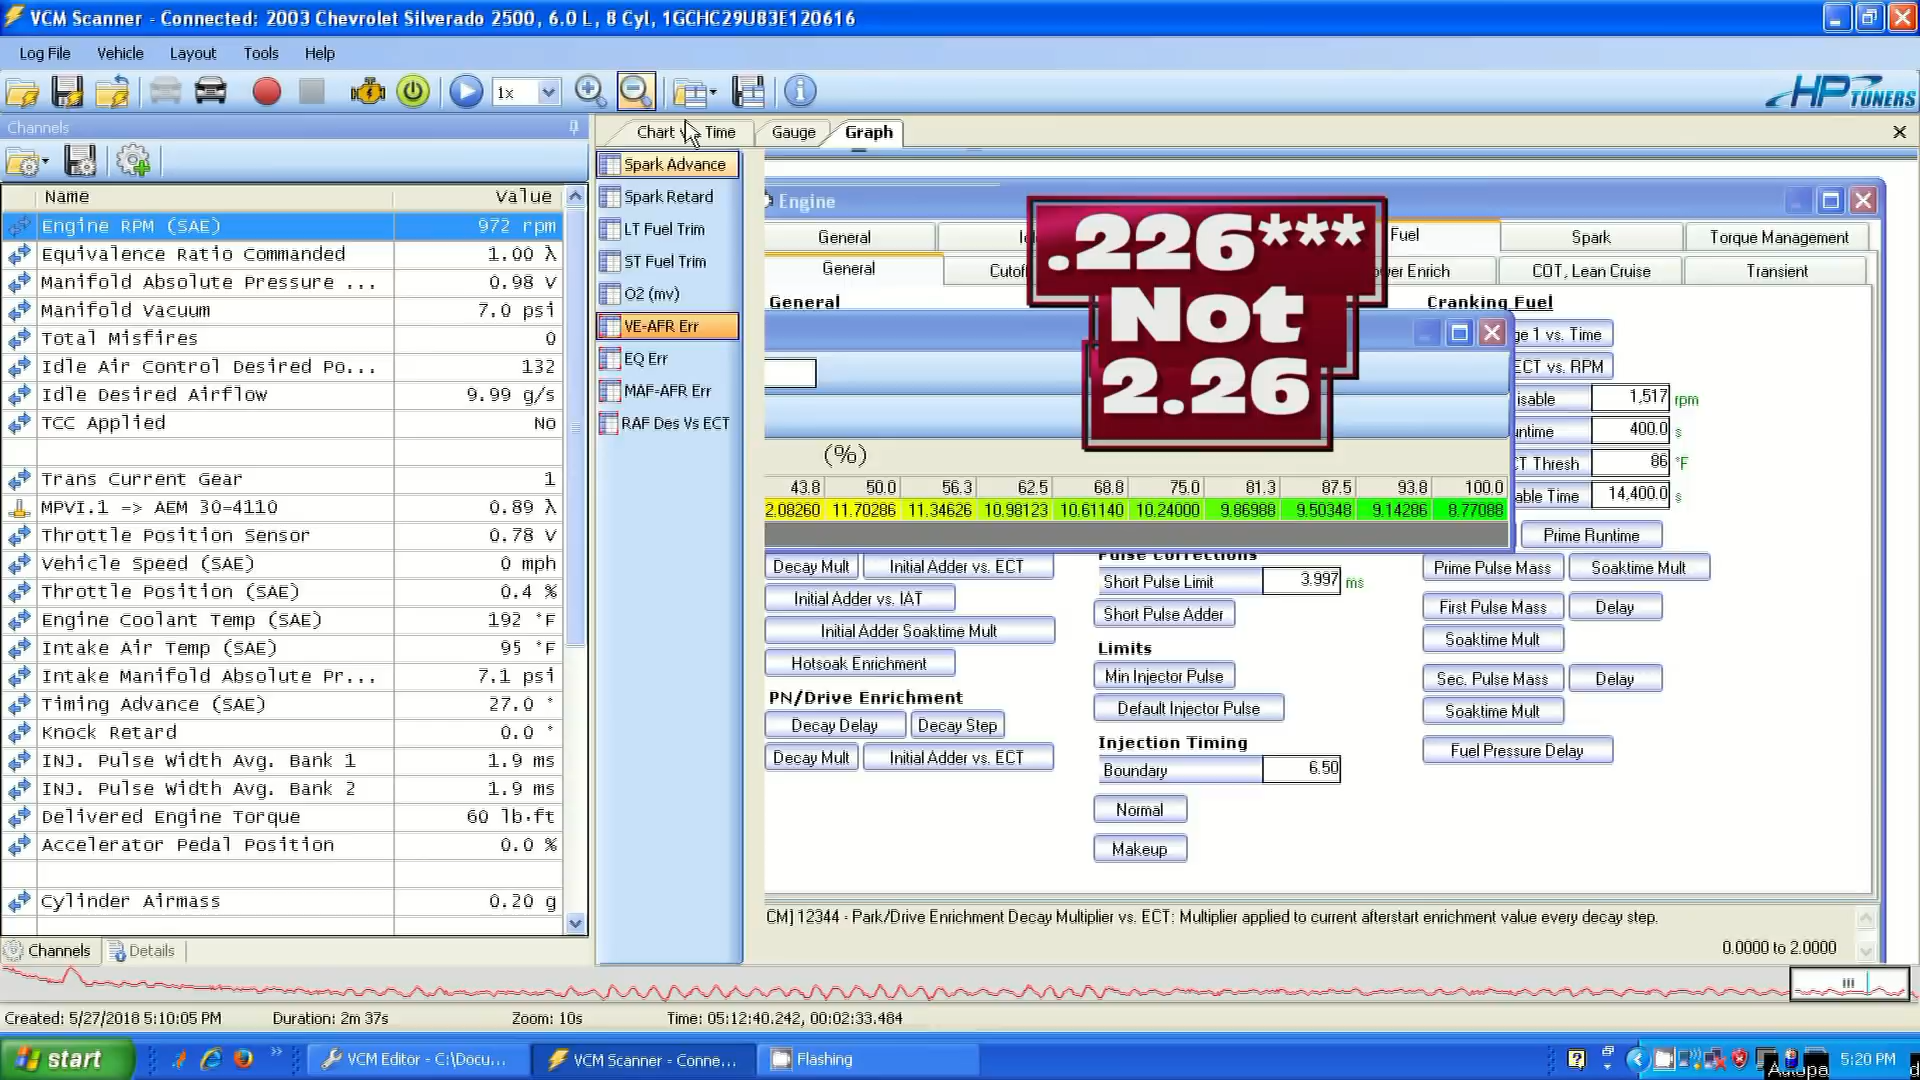 VCM Scanner - Connected: 2003 Chevrolet Silverado 2500, 6.0 L, 8 Cyl, 1GCHC29U83E120616
Log File Vehicle Layout Tools Help
1x
HP TUNERS
Channels
Chart vs Time Gauge Graph
Name Value
Engine RPM (SAE) 972 rpm
Equivalence Ratio Commanded 1.00 λ
Manifold Absolute Pressure ... 0.98 V
Manifold Vacuum 7.0 psi
Total Misfires 0
Idle Air Control Desired Po... 132
Idle Desired Airflow 9.99 g/s
TCC Applied No
Trans Current Gear 1
MPVI.1 -> AEM 30-4110 0.89 λ
Throttle Position Sensor 0.78 V
Vehicle Speed (SAE) 0 mph
Throttle Position (SAE) 0.4 %
Engine Coolant Temp (SAE) 192 °F
Intake Air Temp (SAE) 95 °F
Intake Manifold Absolute Pr... 7.1 psi
Timing Advance (SAE) 27.0 °
Knock Retard 0.0 °
INJ. Pulse Width Avg. Bank 1 1.9 ms
INJ. Pulse Width Avg. Bank 2 1.9 ms
Delivered Engine Torque 60 lb·ft
Accelerator Pedal Position 0.0 %
Cylinder Airmass 0.20 g
Channels Details
Spark Advance
Spark Retard
LT Fuel Trim
ST Fuel Trim
O2 (mv)
VE-AFR Err
EQ Err
MAF-AFR Err
RAF Des Vs ECT
Engine
General Fuel Spark Torque Management
General Cutoff COT, Lean Cruise Transient
.226***
Not
2.26
General
Cranking Fuel
ge 1 vs. Time
ECT vs. RPM
isable 1,517 rpm
untime 400.0 s
CT Thresh 86 °F
able Time 14,400.0 s
(%)
43.8 50.0 56.3 62.5 68.8 75.0 81.3 87.5 93.8 100.0
2.08260 11.70286 11.34626 10.98123 10.61140 10.24000 9.86988 9.50348 9.14286 8.77088
Prime Runtime
Decay Mult Initial Adder vs. ECT
Initial Adder vs. IAT
Initial Adder Soaktime Mult
Hotsoak Enrichment
PN/Drive Enrichment
Decay Delay Decay Step
Decay Mult Initial Adder vs. ECT
Pulse Corrections
Short Pulse Limit 3.997 ms
Short Pulse Adder
Limits
Min Injector Pulse
Default Injector Pulse
Injection Timing
Boundary 6.50
Normal
Makeup
Prime Pulse Mass Soaktime Mult
First Pulse Mass Delay
Soaktime Mult
Sec. Pulse Mass Delay
Soaktime Mult
Fuel Pressure Delay
CM] 12344 - Park/Drive Enrichment Decay Multiplier vs. ECT: Multiplier applied to current afterstart enrichment value every decay step.
0.0000 to 2.0000
Created: 5/27/2018 5:10:05 PM Duration: 2m 37s Zoom: 10s Time: 05:12:40.242, 00:02:33.484
start VCM Editor - C:\Docu... VCM Scanner - Conne... Flashing 5:20 PM